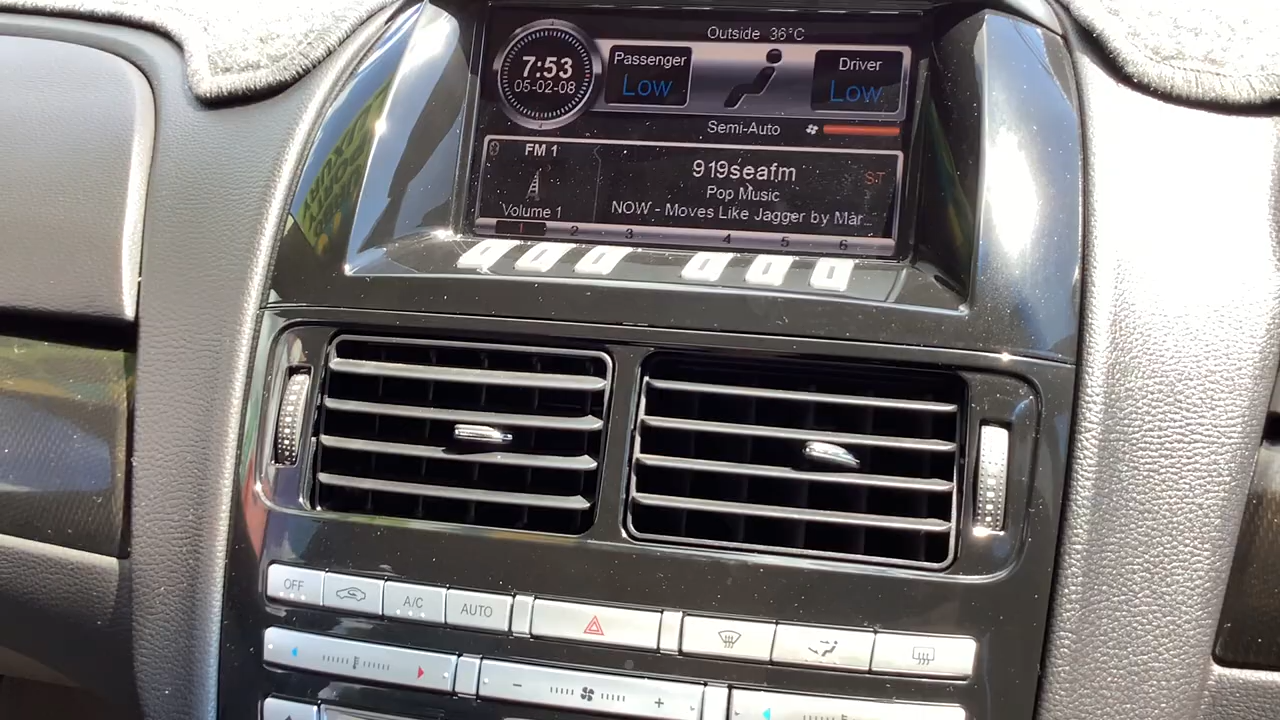 Outside 36°C
7:53
05-02-08
Passenger
Low
Driver
Low
Semi-Auto
FM 1
919seafm
ST
Pop Music
Volume 1
NOW - Moves Like Jagger by Mar...
1 2 3 4 5 6
OFF
A/C
AUTO
- +